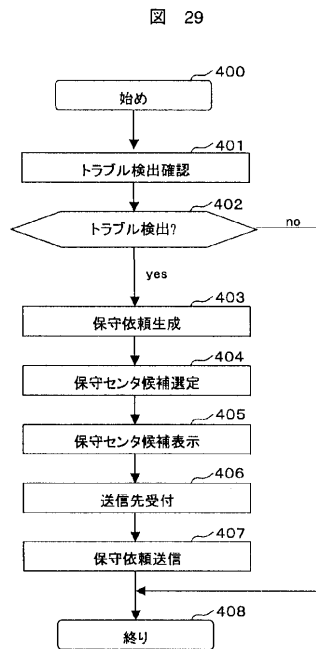 図 29
400
始め
401
トラブル検出確認
402
トラブル検出?
no
yes
403
保守依頼生成
404
保守センタ候補選定
405
保守センタ候補表示
406
送信先受付
407
保守依頼送信
408
終り